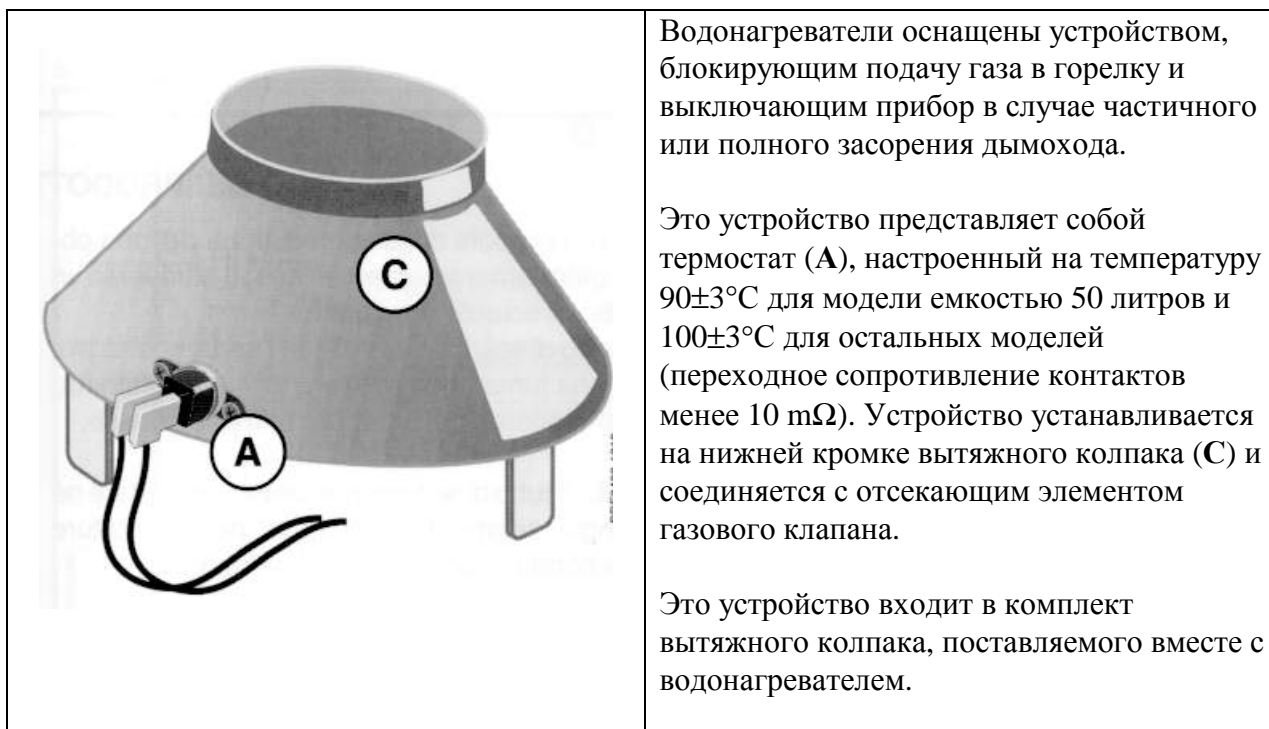 C
A
Водонагреватели оснащены устройством,
блокирующим подачу газа в горелку и
выключающим прибор в случае частичного
или полного засорения дымохода.
Это устройство представляет собой
термостат (А), настроенный на температуру
90±3°С для модели емкостью 50 литров и
100±3°С для остальных моделей
(переходное сопротивление контактов
менее 10 mΩ). Устройство устанавливается
на нижней кромке вытяжного колпака (С) и
соединяется с отсекающим элементом
газового клапана.
Это устройство входит в комплект
вытяжного колпака, поставляемого вместе с
водонагревателем.